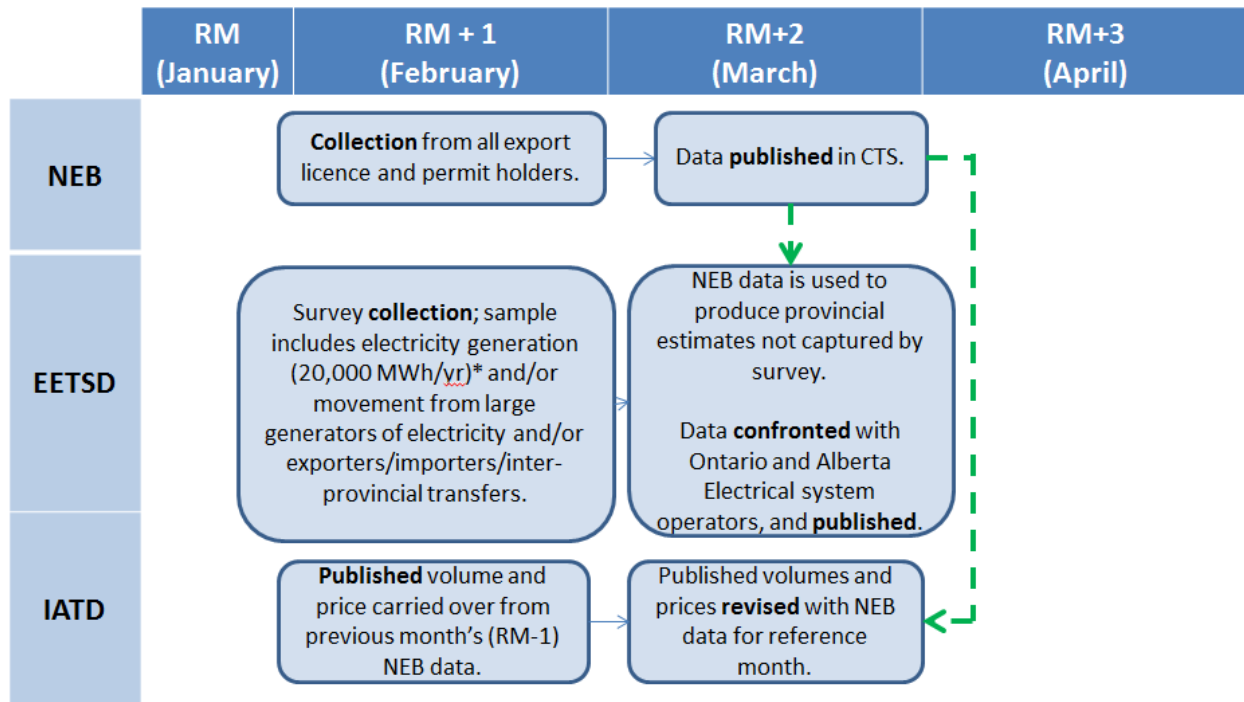 RM
(January)
RM + 1
(February)
RM+2
(March)
RM+3
(April)
NEB
Collection from all export
licence and permit holders.
Data published in CTS.
EETSD
Survey collection; sample
includes electricity generation
(20,000 MWh/yr)* and/or
movement from large
generators of electricity and/or
exporters/importers/inter-
provincial transfers.
NEB data is used to
produce provincial
estimates not captured by
survey.
Data confronted with
Ontario and Alberta
Electrical system
operators, and published.
IATD
Published volume and
price carried over from
previous month's (RM-1)
NEB data.
Published volumes and
prices revised with NEB
data for reference
month.